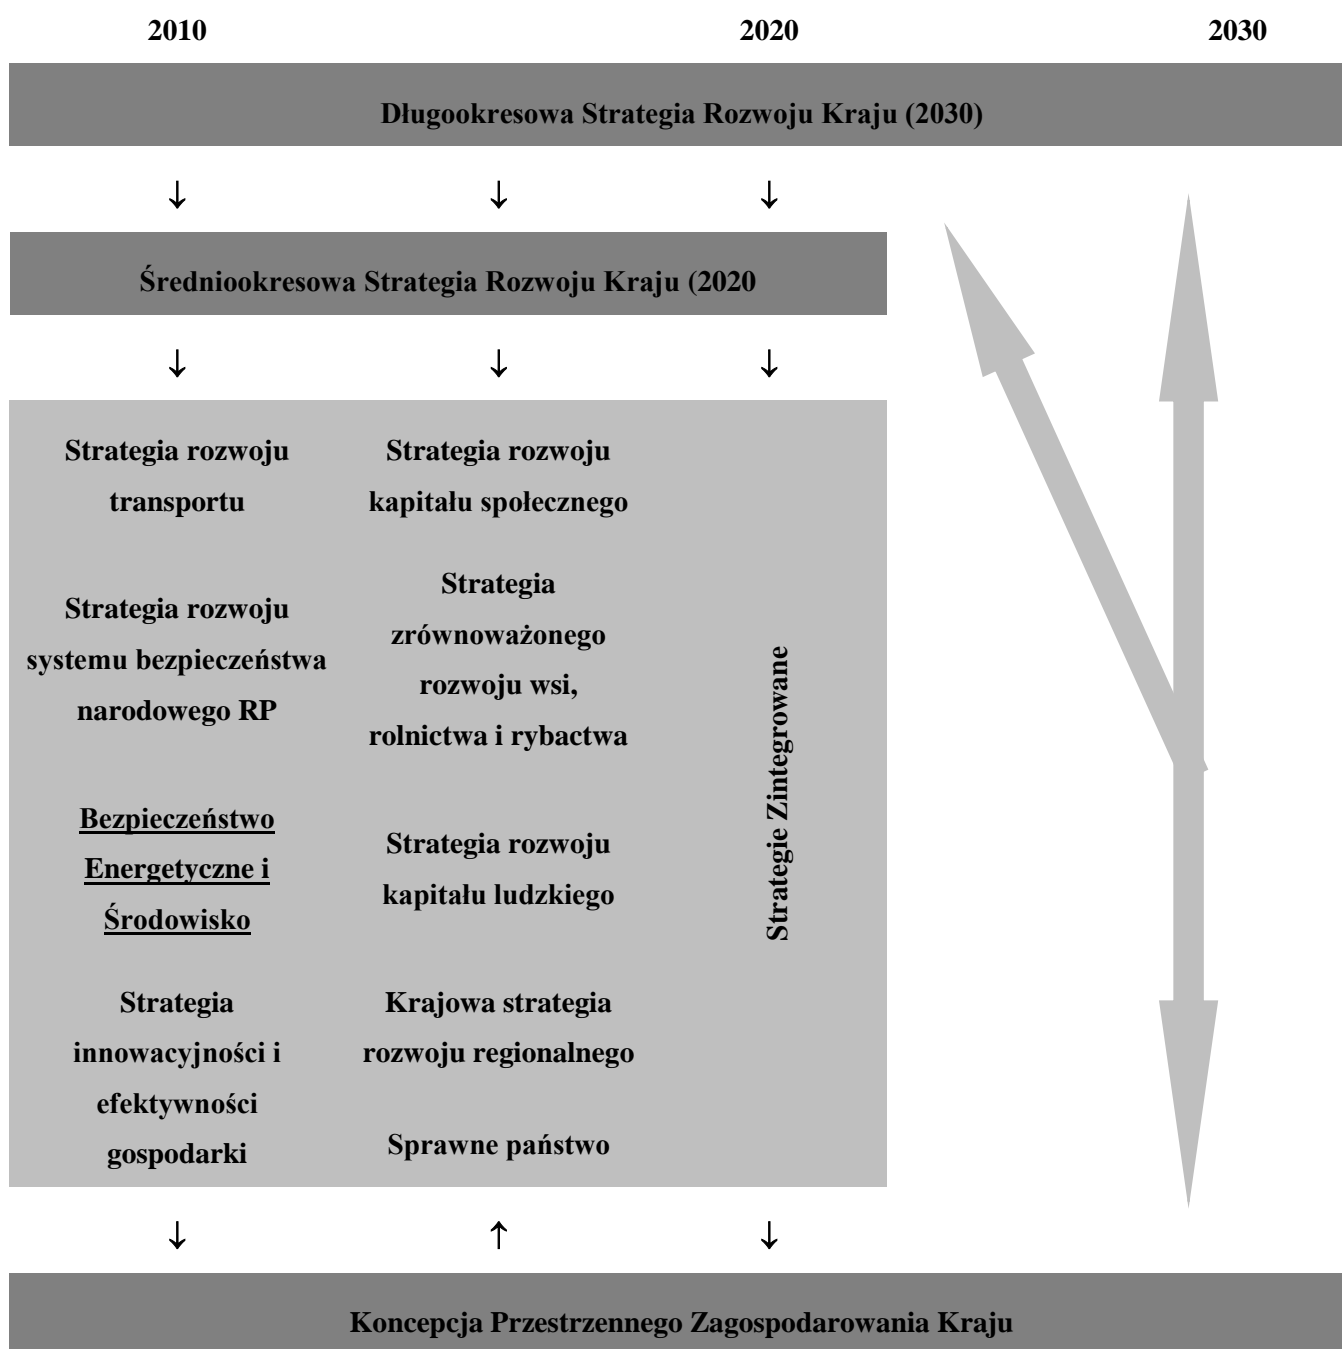 2010 2020 2030
Długookresowa Strategia Rozwoju Kraju (2030)
↓ ↓ ↓
Średniookresowa Strategia Rozwoju Kraju (2020
↓ ↓ ↓
Strategia rozwoju
transportu
Strategia rozwoju
kapitału społecznego
Strategia rozwoju
systemu bezpieczeństwa
narodowego RP
Strategia
zrównoważonego
rozwoju wsi,
rolnictwa i rybactwa
Bezpieczeństwo
Energetyczne i
Środowisko
Strategia rozwoju
kapitału ludzkiego
Strategia
innowacyjności i
efektywności
gospodarki
Krajowa strategia
rozwoju regionalnego
Sprawne państwo
Strategie Zintegrowane
↓ ↑ ↓
Koncepcja Przestrzennego Zagospodarowania Kraju